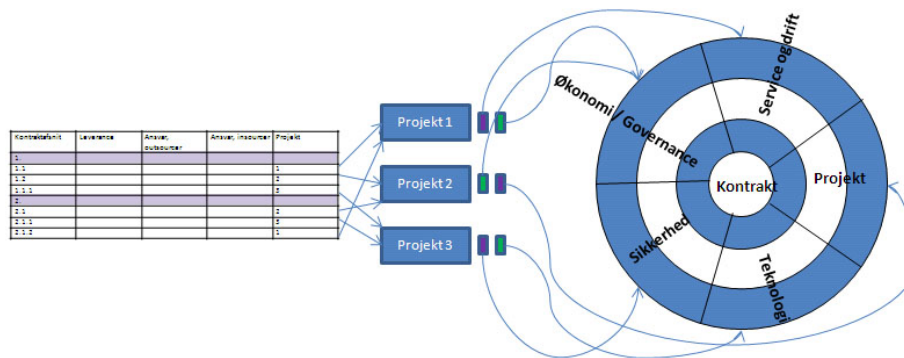 Kontraktafsnit Leverance Ansvar, Ansvar, insourcer Projekt
outsourcer
1.
1.1 1
1.2 2
1.1.1 3
2.
2.1 2
2.1.1 3
2.1.2 1
Projekt 1
Projekt 2
Projekt 3
Økonomi / Governance
Service og drift
Projekt
Kontrakt
Sikkerhed
Teknologi